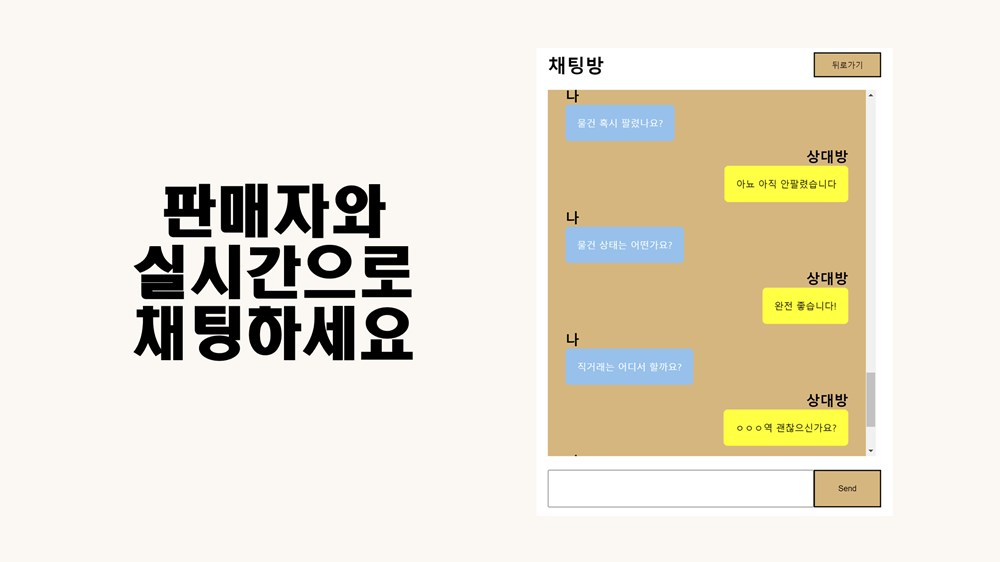 판매자와
실시간으로
채팅하세요
채팅방
뒤로가기
나
물건 혹시 팔렸니요?
상대방
아뇨 아직 안팔렸습니다
나
물건 상태는 어떤가요?
상대방
완전 좋습니다!
나
직거래는 어디서 할까요?
상대방
ㅇㅇㅇ역 괜찮으신가요?
Send